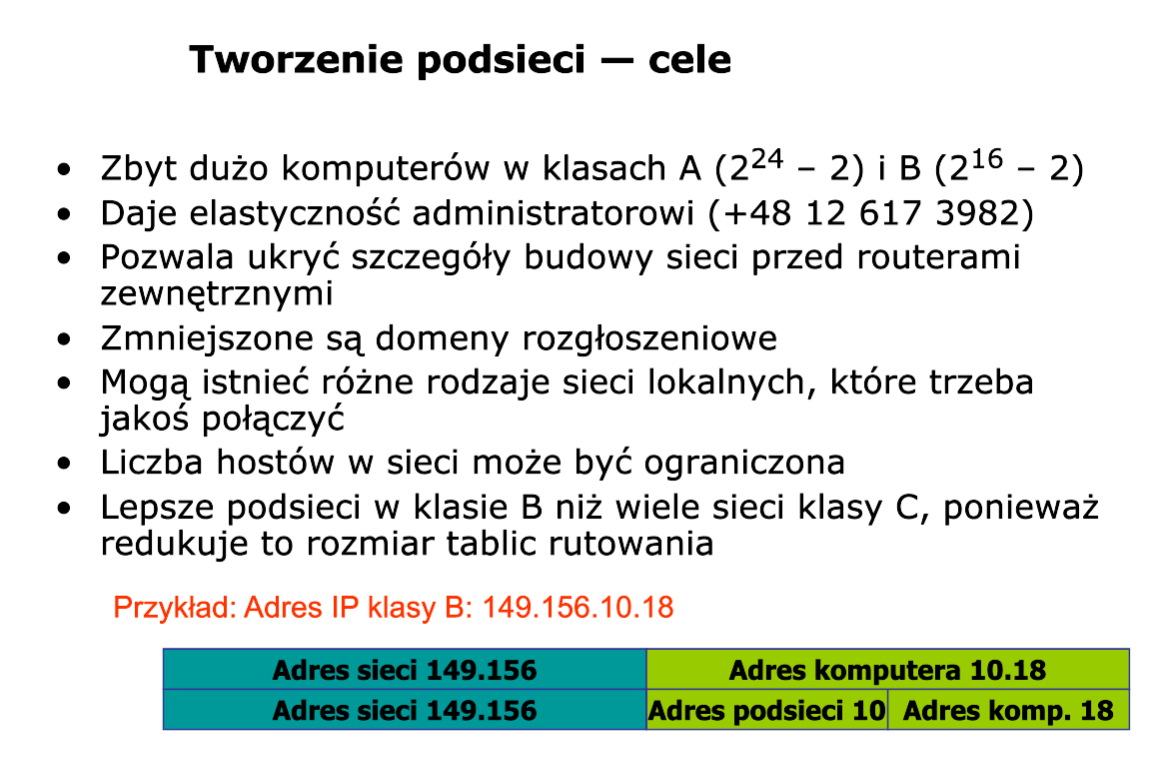 Tworzenie podsieci — cele
• Zbyt dużo komputerów w klasach A (2²⁴ – 2) i B (2¹⁶ – 2)
• Daje elastyczność administratorowi (+48 12 617 3982)
• Pozwala ukryć szczegóły budowy sieci przed routerami
zewnętrznymi
• Zmniejszone są domeny rozgłoszeniowe
• Mogą istnieć różne rodzaje sieci lokalnych, które trzeba
jakoś połączyć
• Liczba hostów w sieci może być ograniczona
• Lepsze podsieci w klasie B niż wiele sieci klasy C, ponieważ
redukuje to rozmiar tablic rutowania
Przykład: Adres IP klasy B: 149.156.10.18
Adres sieci 149.156 Adres komputera 10.18
Adres sieci 149.156 Adres podsieci 10 Adres komp. 18